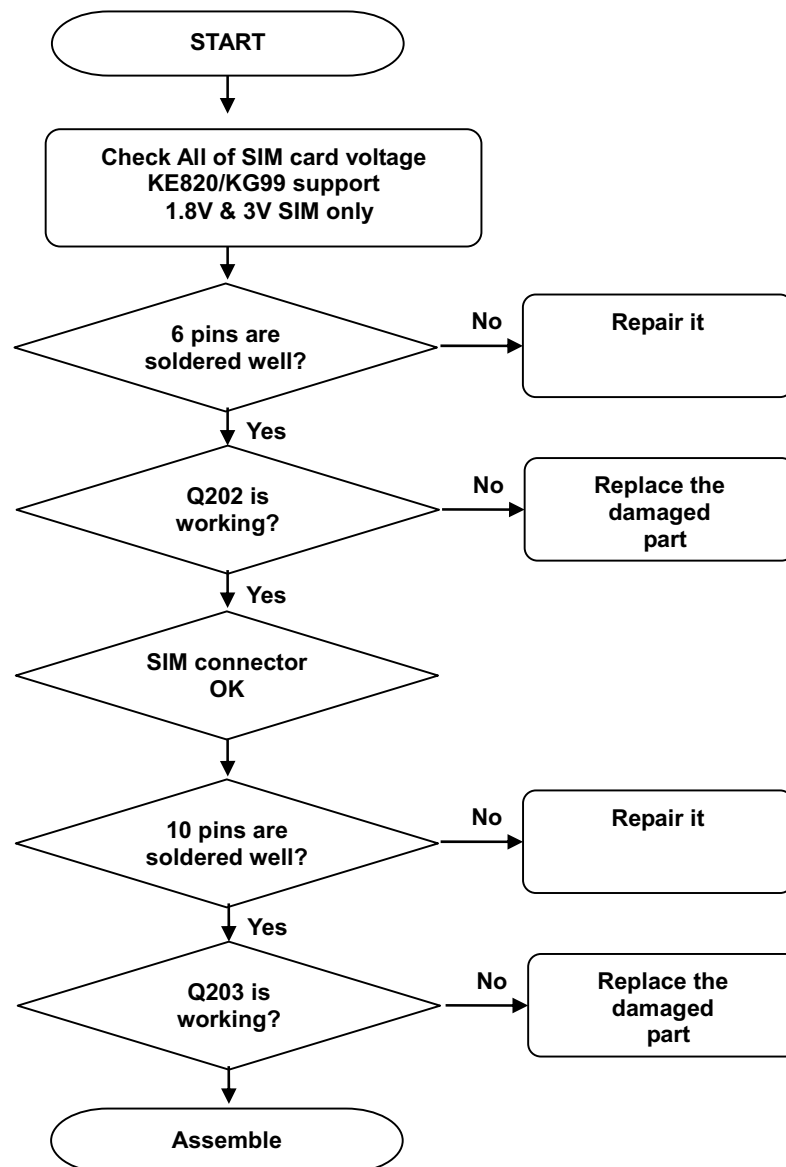 START
Check All of SIM card voltage
KE820/KG99 support
1.8V & 3V SIM only
6 pins are
soldered well?
No
Repair it
Yes
Q202 is
working?
No
Replace the
damaged
part
Yes
SIM connector
OK
10 pins are
soldered well?
No
Repair it
Yes
Q203 is
working?
No
Replace the
damaged
part
Assemble